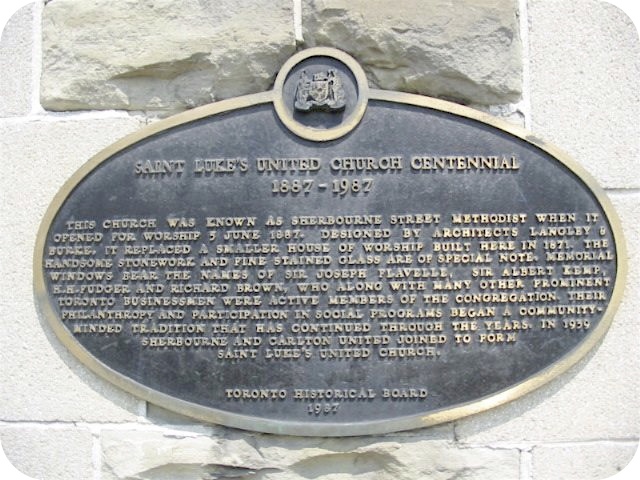 SAINT LUKE'S UNITED CHURCH CENTENNIAL
1887-1987
THIS CHURCH WAS KNOWN AS SHERBOURNE STREET METHODIST WHEN IT
OPENED FOR WORSHIP 5 JUNE 1887. DESIGNED BY ARCHITECTS LANGLEY &
BURKE, IT REPLACED A SMALLER HOUSE OF WORSHIP BUILT HERE IN 1871. THE
HANDSOME STONEWORK AND FINE STAINED GLASS ARE OF SPECIAL NOTE. MEMORIAL
WINDOWS BEAR THE NAMES OF SIR JOSEPH FLAVELLE, SIR ALBERT KEMP,
H.H. FUDGER AND RICHARD BROWN, WHO ALONG WITH MANY OTHER PROMINENT
TORONTO BUSINESSMEN WERE ACTIVE MEMBERS OF THE CONGREGATION. THEIR
PHILANTHROPY AND PARTICIPATION IN SOCIAL PROGRAMS BEGAN A COMMUNITY-
MINDED TRADITION THAT HAS CONTINUED THROUGH THE YEARS. IN 1959
SHERBOURNE AND CARLTON UNITED JOINED TO FORM
SAINT LUKE'S UNITED CHURCH.
TORONTO HISTORICAL BOARD
1987